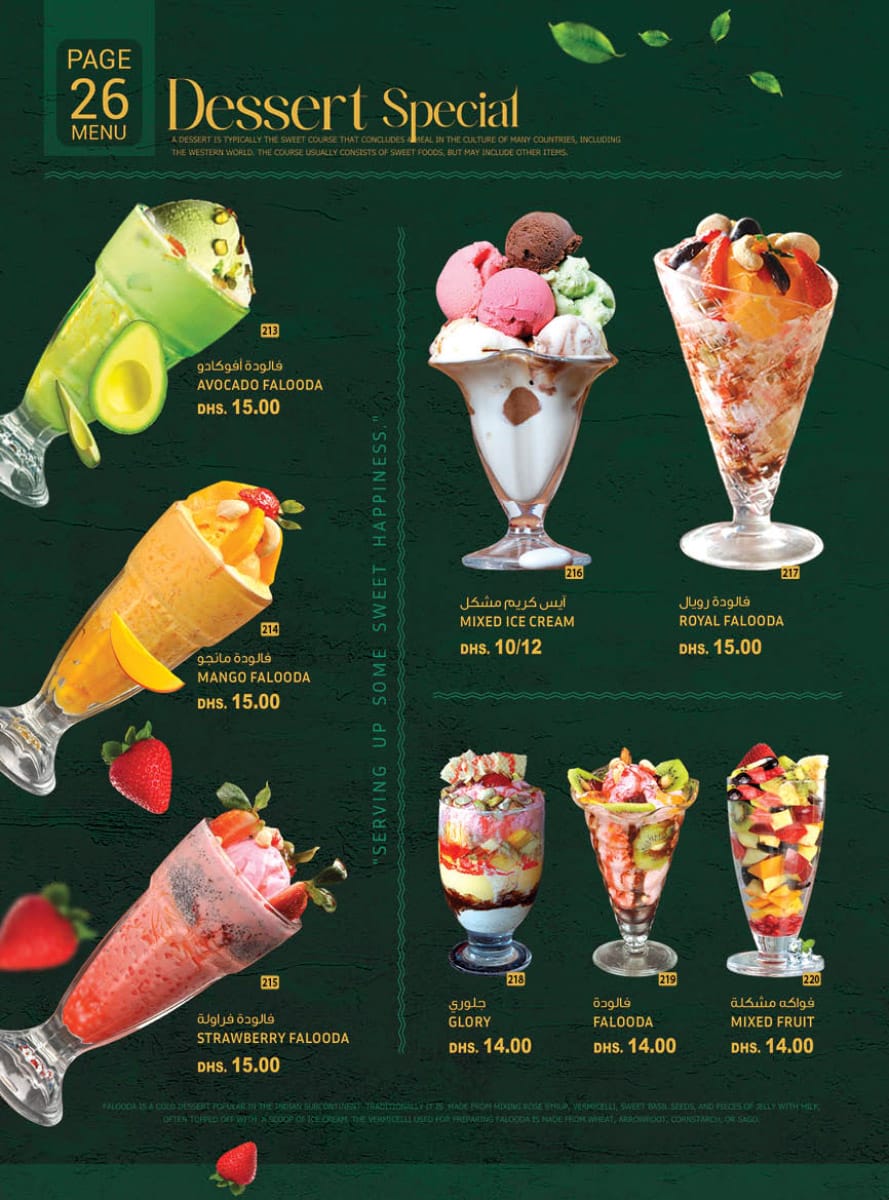 PAGE
26
MENU
Dessert Special
A DESSERT IS TYPICALLY THE SWEET COURSE THAT CONCLUDES A MEAL IN THE CULTURE OF MANY COUNTRIES, INCLUDING
THE WESTERN WORLD. THE COURSE USUALLY CONSISTS OF SWEET FOODS, BUT MAY INCLUDE OTHER ITEMS.
213
فالودة أفوكادو
AVOCADO FALOODA
DHS. 15.00
214
فالودة مانجو
MANGO FALOODA
DHS. 15.00
215
فالودة فراولة
STRAWBERRY FALOODA
DHS. 15.00
"SERVING UP SOME SWEET HAPPINESS."
216
آيس كريم مشكل
MIXED ICE CREAM
DHS. 10/12
217
فالودة رويال
ROYAL FALOODA
DHS. 15.00
218
جلوري
GLORY
DHS. 14.00
219
فالودة
FALOODA
DHS. 14.00
220
فواكه مشكلة
MIXED FRUIT
DHS. 14.00
FALOODA IS A COLD DESSERT POPULAR IN THE INDIAN SUBCONTINENT. TRADITIONALLY IT IS MADE FROM MIXING ROSE SYRUP, VERMICELLI, SWEET BASIL SEEDS, AND PIECES OF JELLY WITH MILK,
OFTEN TOPPED OFF WITH A SCOOP OF ICE CREAM. THE VERMICELLI USED FOR PREPARING FALOODA IS MADE FROM WHEAT, ARROWROOT, CORNSTARCH, OR SAGO.